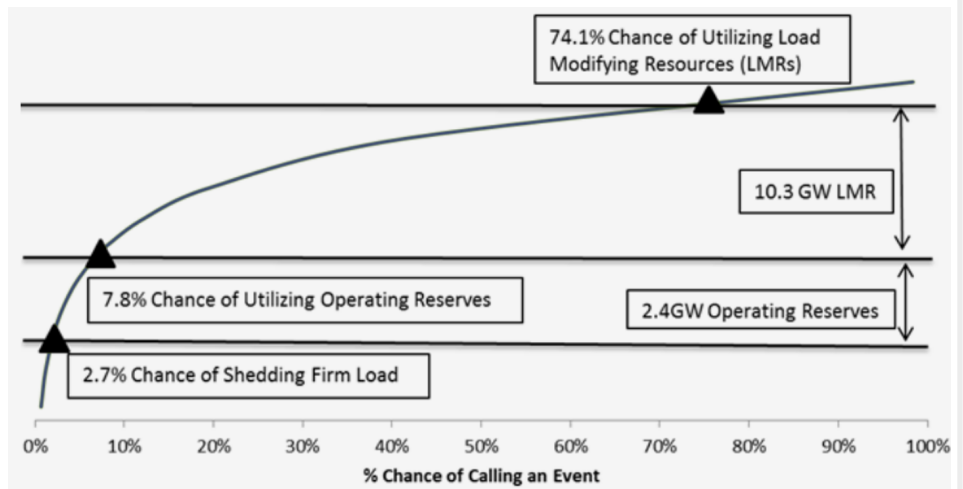 74.1% Chance of Utilizing Load
Modifying Resources (LMRs)
10.3 GW LMR
7.8% Chance of Utilizing Operating Reserves
2.4GW Operating Reserves
2.7% Chance of Shedding Firm Load
0% 10% 20% 30% 40% 50% 60% 70% 80% 90% 100%
% Chance of Calling an Event